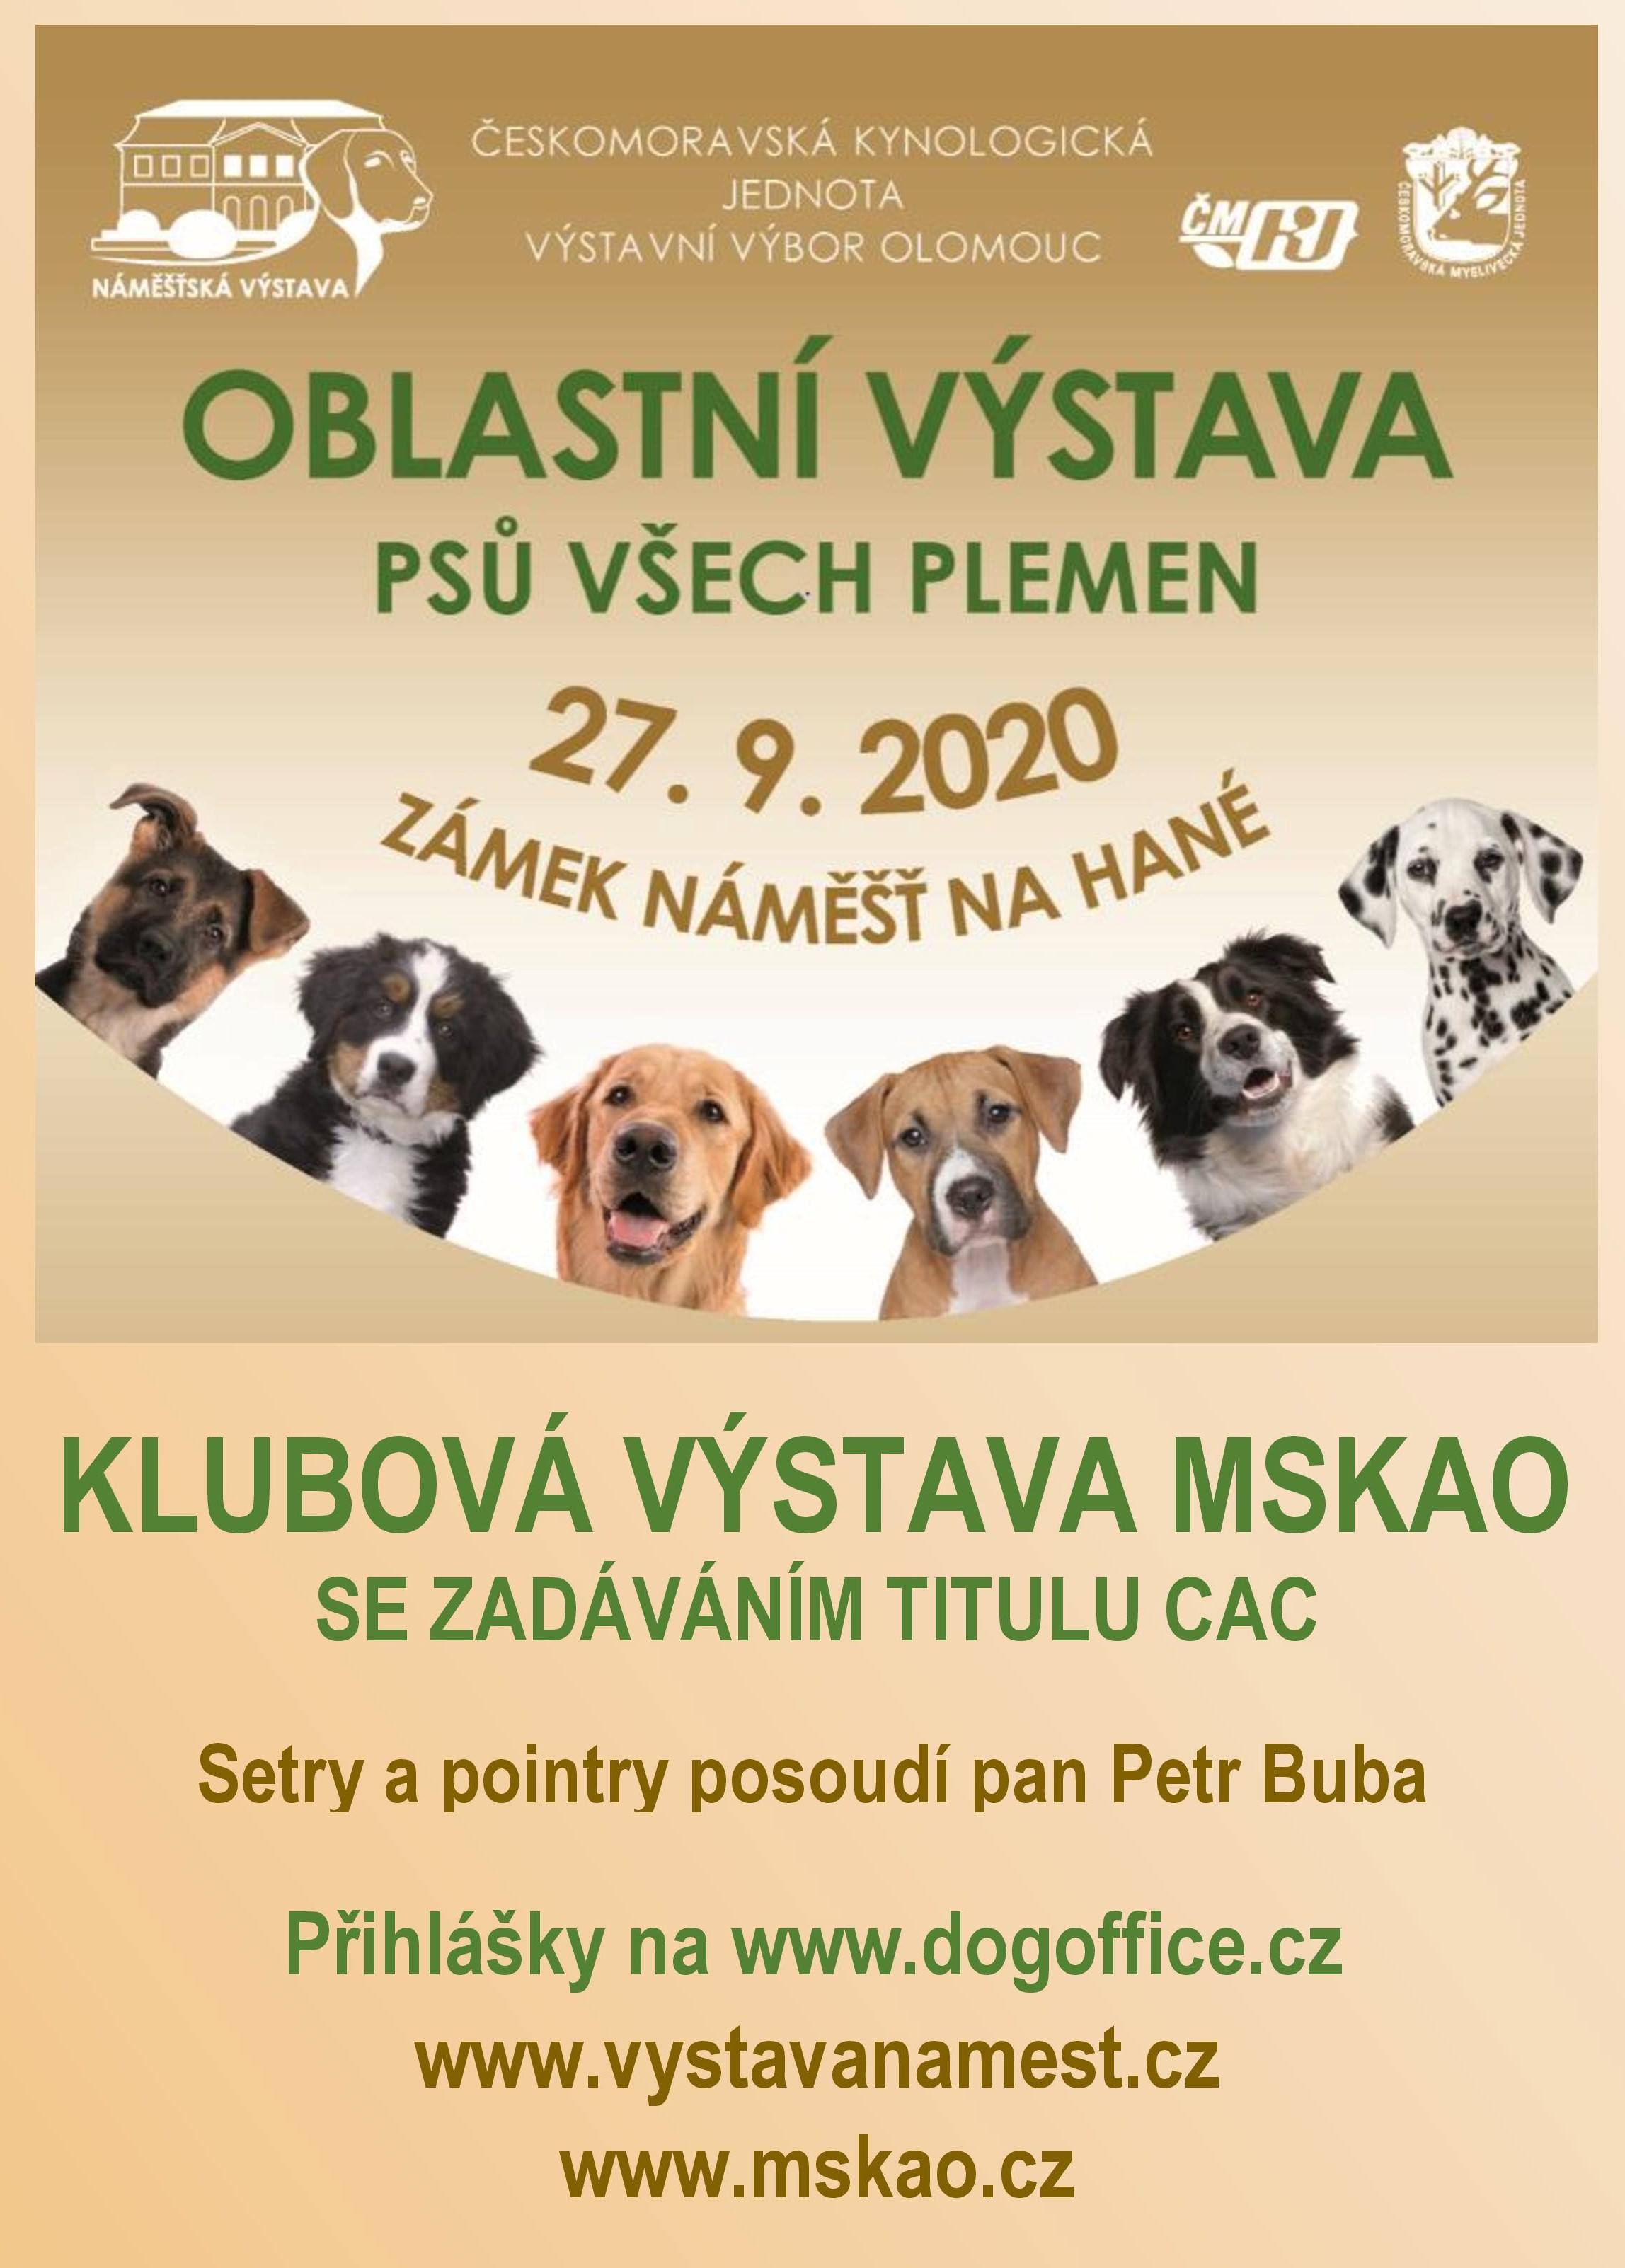 NÁMĚŠŤSKÁ VÝSTAVA
ČESKOMORAVSKÁ KYNOLOGICKÁ
JEDNOTA
VÝSTAVNÍ VÝBOR OLOMOUC
ČMKJ
ČESKOMORAVSKÁ MYSLIVECKÁ JEDNOTA
OBLASTNÍ VÝSTAVA
PSŮ VŠECH PLEMEN
27. 9. 2020
ZÁMEK NÁMĚŠŤ NA HANÉ
KLUBOVÁ VÝSTAVA MSKAO
SE ZADÁVÁNÍM TITULU CAC
Setry a pointry posoudí pan Petr Buba
Přihlášky na www.dogoffice.cz
www.vystavanamest.cz
www.mskao.cz